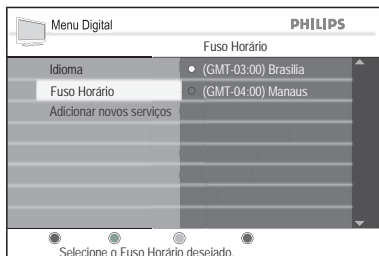 Menu Digital
PHILIPS
Fuso Horário
Idioma
(GMT-03:00) Brasilia
Fuso Horário
(GMT-04:00) Manaus
Adicionar novos serviços
Selecione o Fuso Horário desejado.